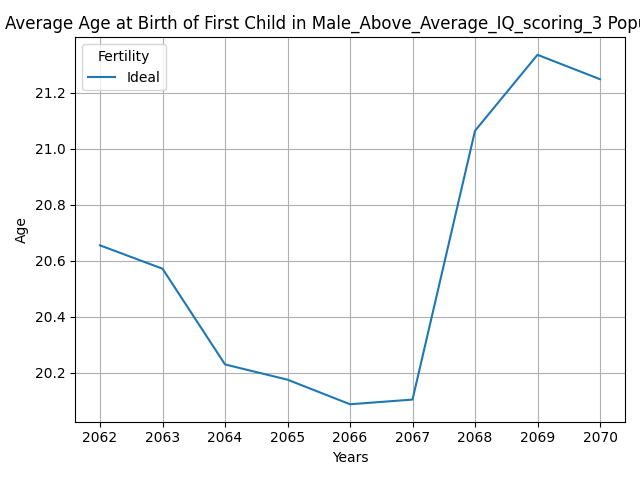 Average Age at Birth of First Child in Male_Above_Average_IQ_scoring_3 Popu
Fertility
Ideal
21.2
21.0
20.8
20.6
20.4
20.2
Age
2062 2063 2064 2065 2066 2067 2068 2069 2070
Years